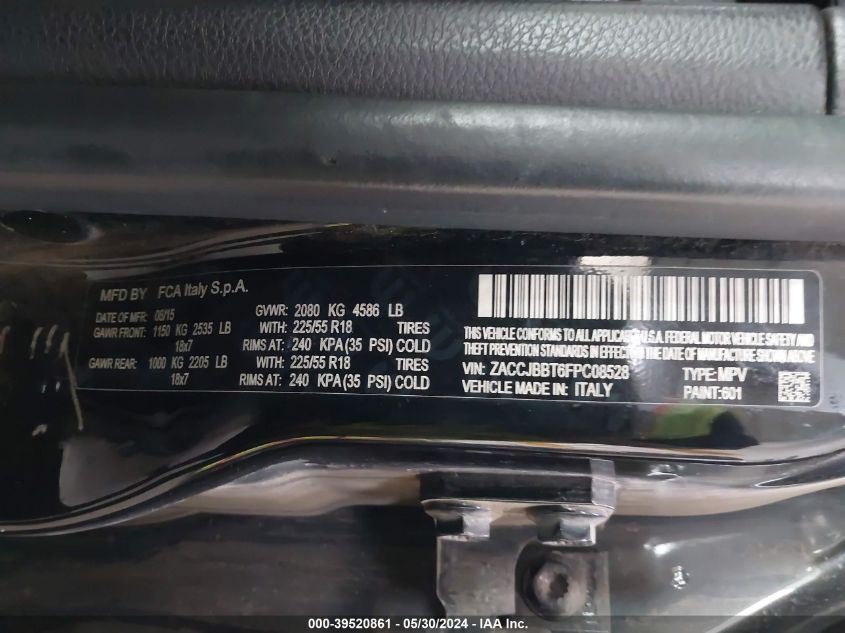 MFD BY FCA Italy S.p.A.
DATE OF MFR: 08/15 GVWR: 2080 KG 4586 LB
GAWR FRONT: 1150 KG 2535 LB WITH: 225/55 R18 TIRES
18x7 RIMS AT: 240 KPA(35 PSI) COLD
GAWR REAR: 1000 KG 2205 LB WITH: 225/55 R18 TIRES
18x7 RIMS AT: 240 KPA(35 PSI) COLD
THIS VEHICLE CONFORMS TO ALL APPLICABLE U.S.A. FEDERAL MOTOR VEHICLE SAFETY AND
THEFT PREVENTION STANDARDS IN EFFECT ON THE DATE OF MANUFACTURE SHOWN ABOVE.
VIN: ZACCJBBT6FPC08528 TYPE: MPV
VEHICLE MADE IN: ITALY PAINT:601
000-39520861 - 05/30/2024 - IAA Inc.